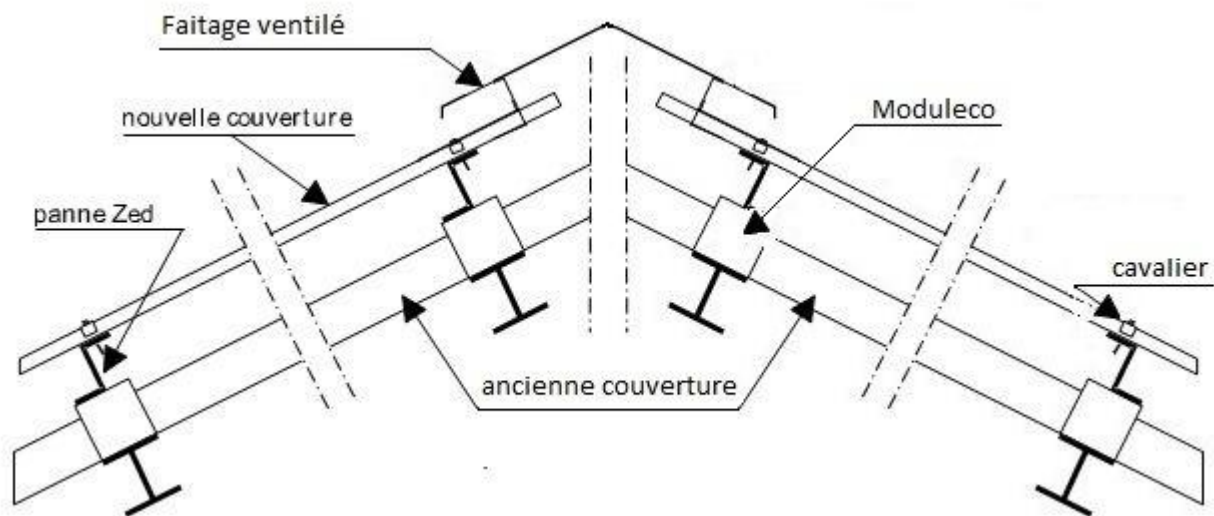 Faitage ventilé
nouvelle couverture
Moduleco
panne Zed
cavalier
ancienne couverture